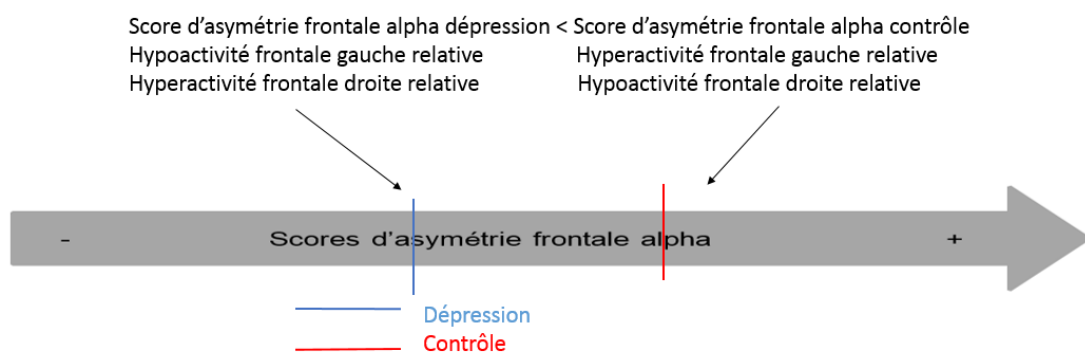 Score d’asymétrie frontale alpha dépression < Score d’asymétrie frontale alpha contrôle
Hypoactivité frontale gauche relative
Hyperactivité frontale droite relative
Hyperactivité frontale gauche relative
Hypoactivité frontale droite relative
- Scores d’asymétrie frontale alpha +
Dépression
Contrôle